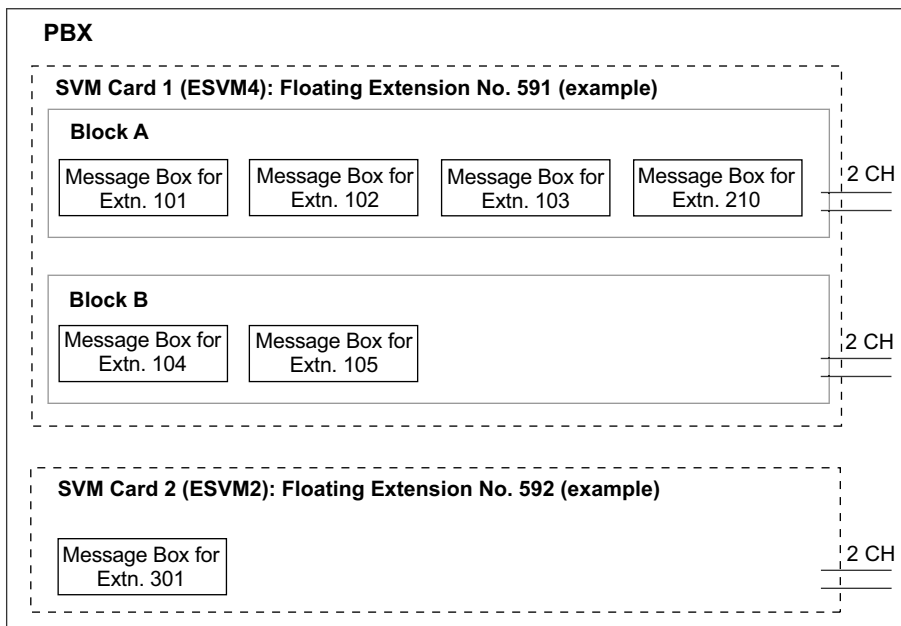 PBX
SVM Card 1 (ESVM4): Floating Extension No. 591 (example)
Block A
Message Box for
Extn. 101
Message Box for
Extn. 102
Message Box for
Extn. 103
Message Box for
Extn. 210
2 CH
Block B
Message Box for
Extn. 104
Message Box for
Extn. 105
2 CH
SVM Card 2 (ESVM2): Floating Extension No. 592 (example)
Message Box for
Extn. 301
2 CH